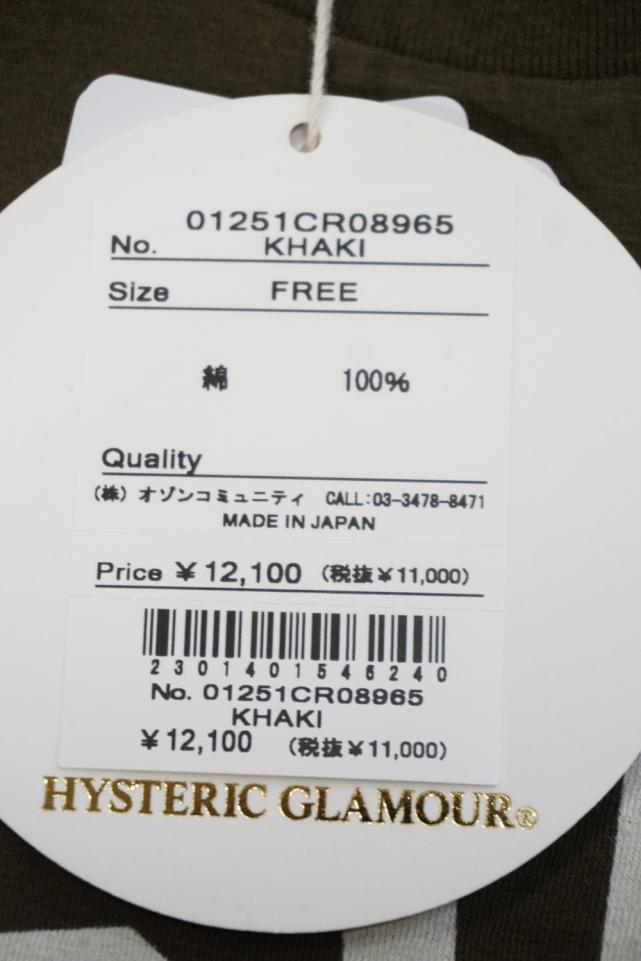 01251CR08965
No. KHAKI
Size FREE
綿 100%
Quality
(株) オゾンコミュニティ CALL:03-3478-8471
MADE IN JAPAN
Price ¥12,100 (税抜¥11,000)
2301401546240
No. 01251CR08965
KHAKI
¥12,100 (税抜¥11,000)
HYSTERIC GLAMOUR®